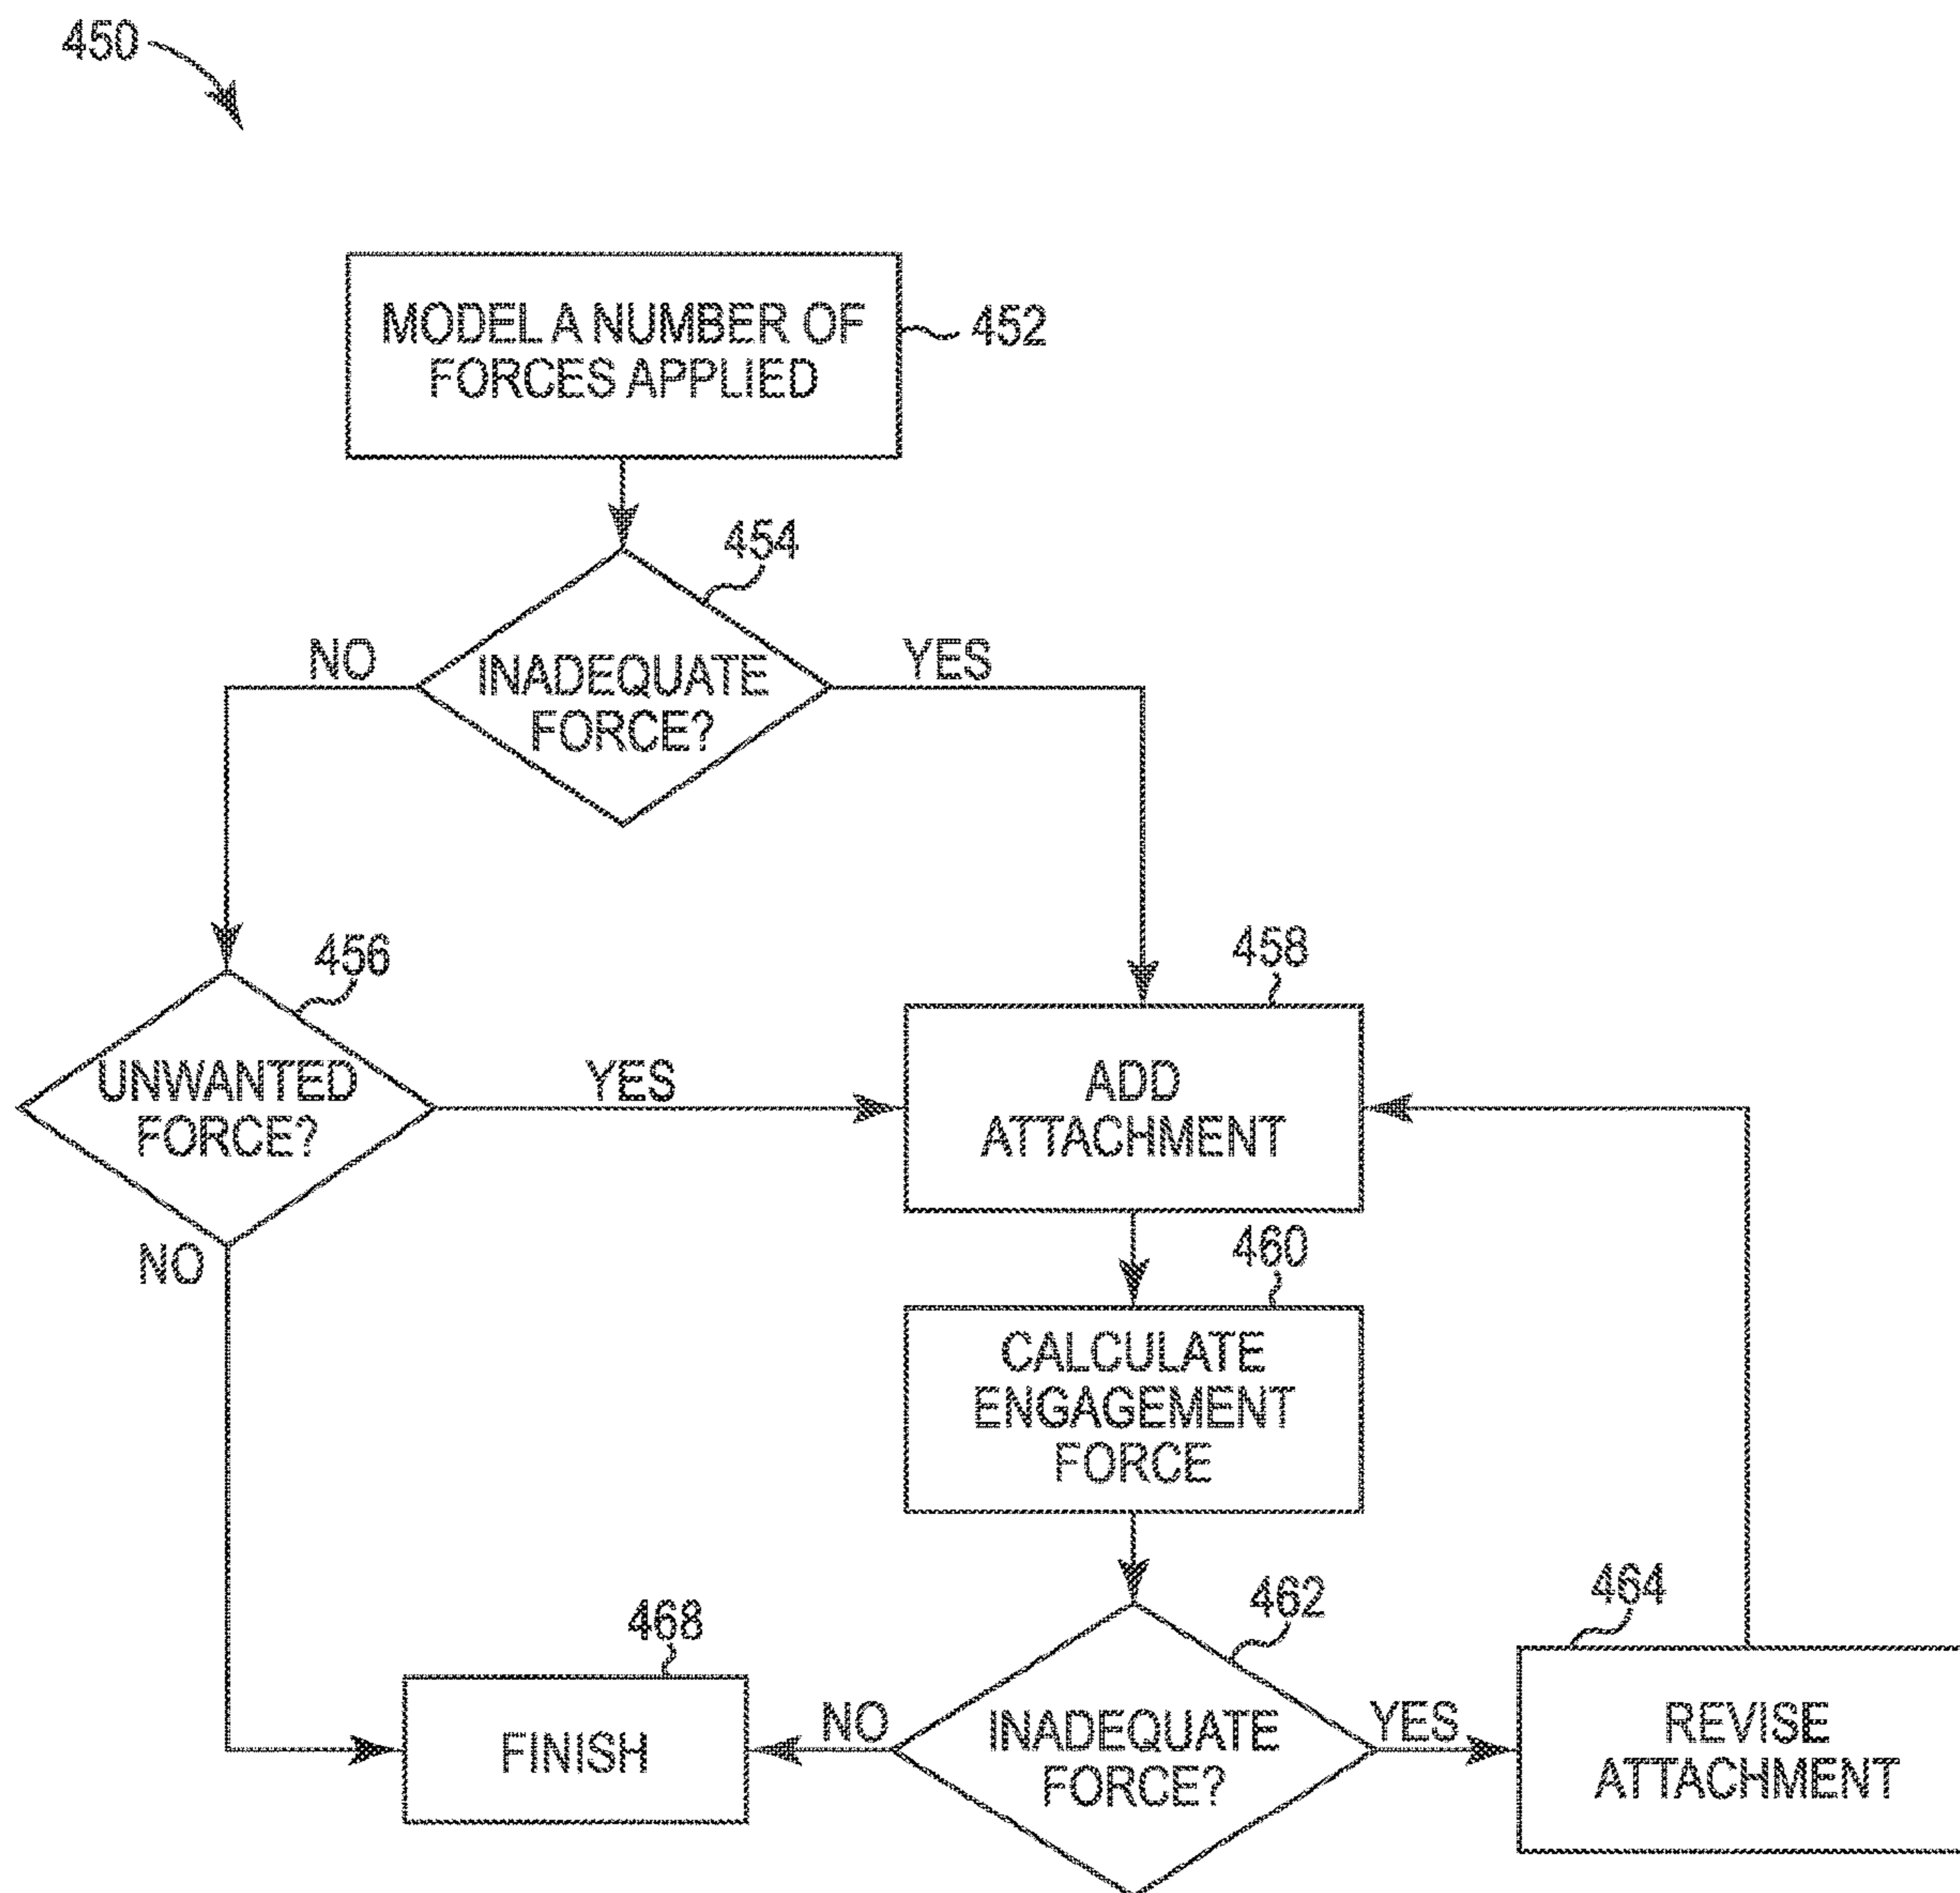 450
MODEL A NUMBER OF
FORCES APPLIED
452
454
NO
INADEQUATE
FORCE?
YES
456
458
UNWANTED
FORCE?
YES
ADD
ATTACHMENT
NO
460
CALCULATE
ENGAGEMENT
FORCE
468
462
464
FINISH
NO
INADEQUATE
FORCE?
YES
REVISE
ATTACHMENT